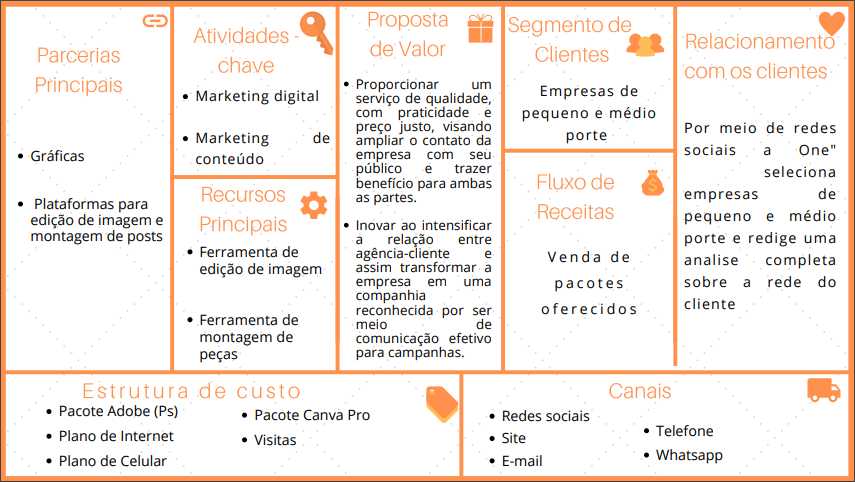 Parcerias
Principais
• Gráficas
• Plataformas para
edição de imagem e
montagem de posts
Atividades -
chave
• Marketing digital
• Marketing de
conteúdo
Recursos
Principais
• Ferramenta de
edição de imagem
• Ferramenta de
montagem de
peças
Proposta
de Valor
• Proporcionar um
serviço de qualidade,
com praticidade e
preço justo, visando
ampliar o contato da
empresa com seu
público e trazer
benefício para ambas
as partes.
• Inovar ao intensificar
a relação entre
agência-cliente e
assim transformar a
empresa em uma
companhia
reconhecida por ser
meio de
comunicação efetivo
para campanhas.
Segmento de
Clientes
Empresas de
pequeno e médio
porte
Fluxo de
Receitas
Venda de
pacotes
oferecidos
Relacionamento
com os clientes
Por meio de redes
sociais a One"
seleciona
empresas de
pequeno e médio
porte e redige uma
analise completa
sobre a rede do
cliente
Estrutura de custo
• Pacote Adobe (Ps)
• Plano de Internet
• Plano de Celular
• Pacote Canva Pro
• Visitas
Canais
• Redes sociais
• Site
• E-mail
• Telefone
• Whatsapp